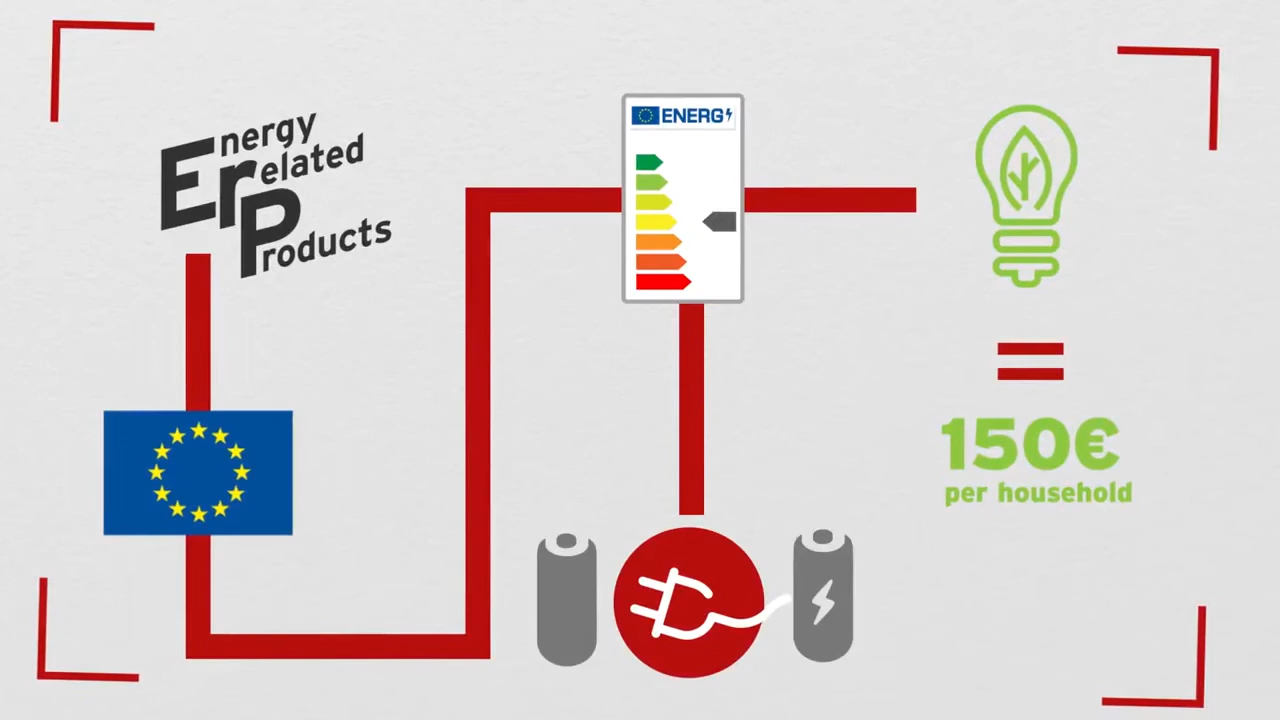 Energy
Related
Products
ENERG
150€
per household